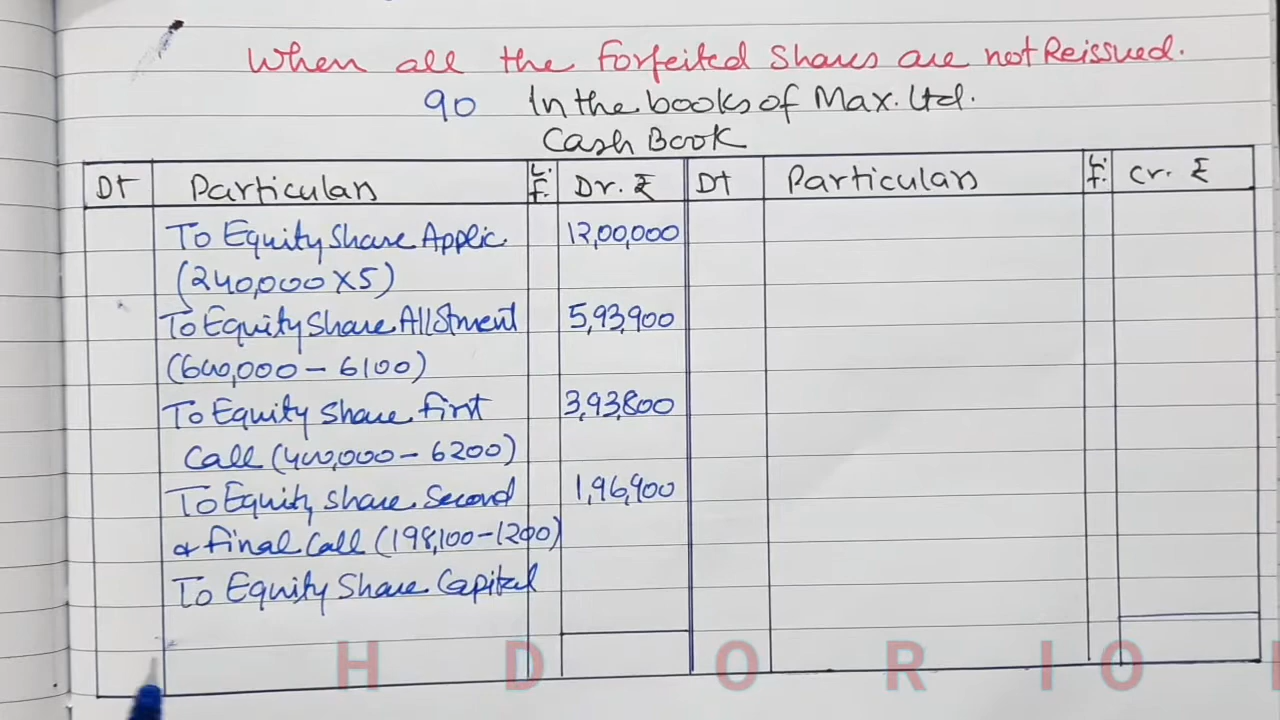 When all the Forfeited Shares are not Reissued.
90 In the books of Max. Ltd.
Cash Book
Dt Particulars L.F. Dr. ₹ Dt Particulars L.F. Cr. ₹
To Equity Share Applic. 12,00,000
(240,000 X 5)
To Equity Share Allotment 5,93,900
(600,000 - 6100)
To Equity Share First 3,93,800
Call (400,000 - 6200)
To Equity Share Second 1,96,900
& Final Call (198,100 - 1200)
To Equity Share Capital
H D O R I O